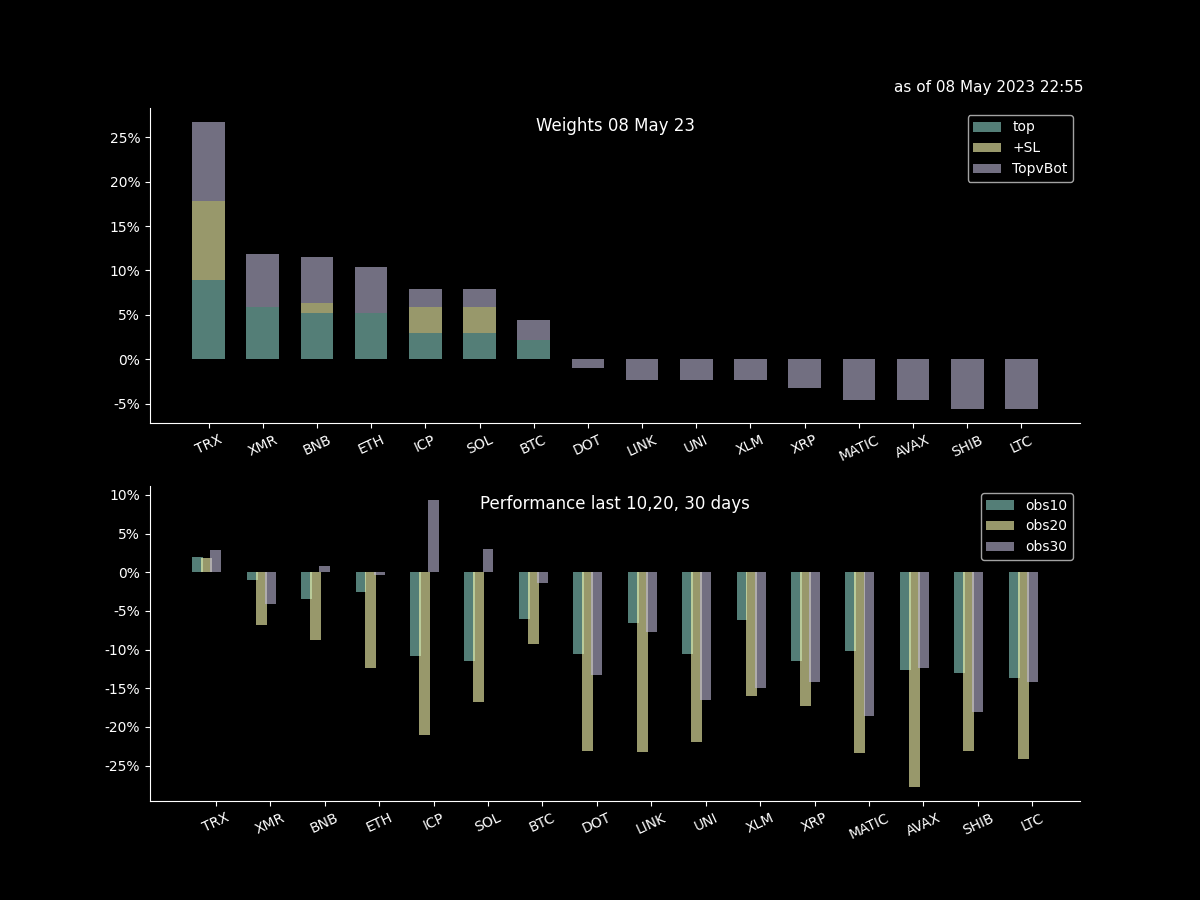 as of 08 May 2023 22:55
Weights 08 May 23
top
+SL
TopvBot
25%
20%
15%
10%
5%
0%
-5%
TRX XMR BNB ETH ICP SOL BTC DOT LINK UNI XLM XRP MATIC AVAX SHIB LTC
Performance last 10,20, 30 days
obs10
obs20
obs30
10%
5%
0%
-5%
-10%
-15%
-20%
-25%
TRX XMR BNB ETH ICP SOL BTC DOT LINK UNI XLM XRP MATIC AVAX SHIB LTC